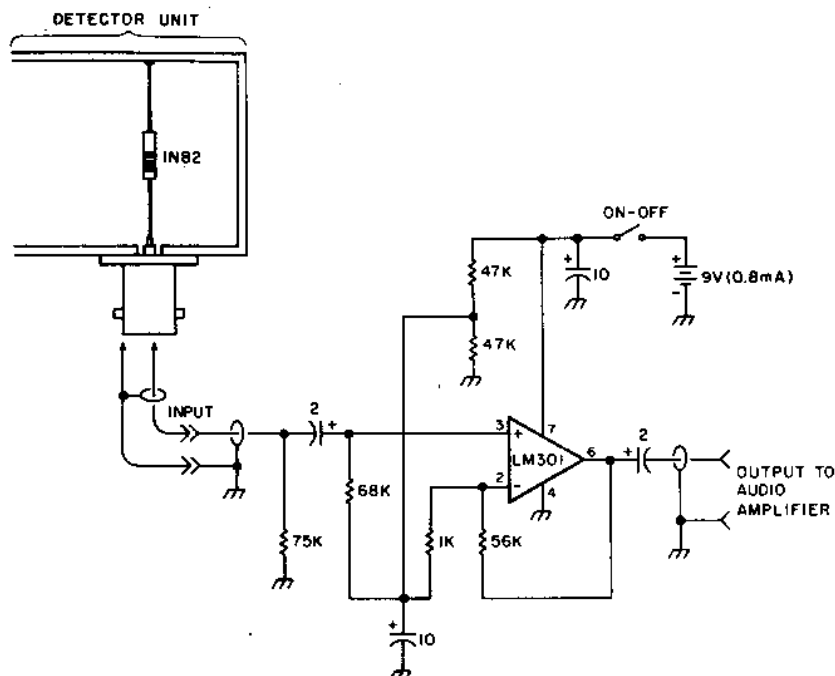 DETECTOR UNIT
IN82
ON-OFF
47K
+
10
+
9V(0.8mA)
-
47K
INPUT
2
+
3
+
7
LM301
6
+
2
2
-
4
OUTPUT TO
AUDIO
AMPLIFIER
68K
1K
56K
75K
+
10